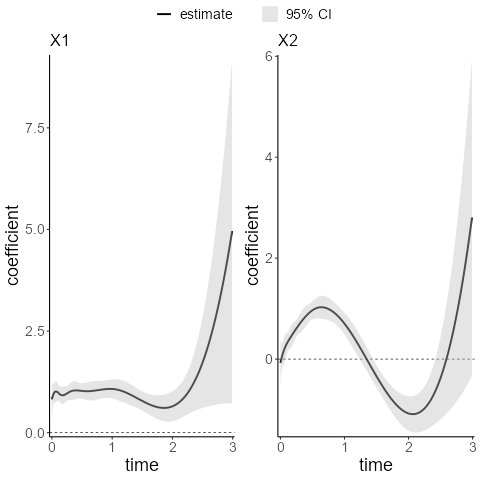 estimate 95% CI
X1 X2
7.5
5.0
2.5
0.0
coefficient
0 1 2 3
time
6
4
2
0
coefficient
0 1 2 3
time